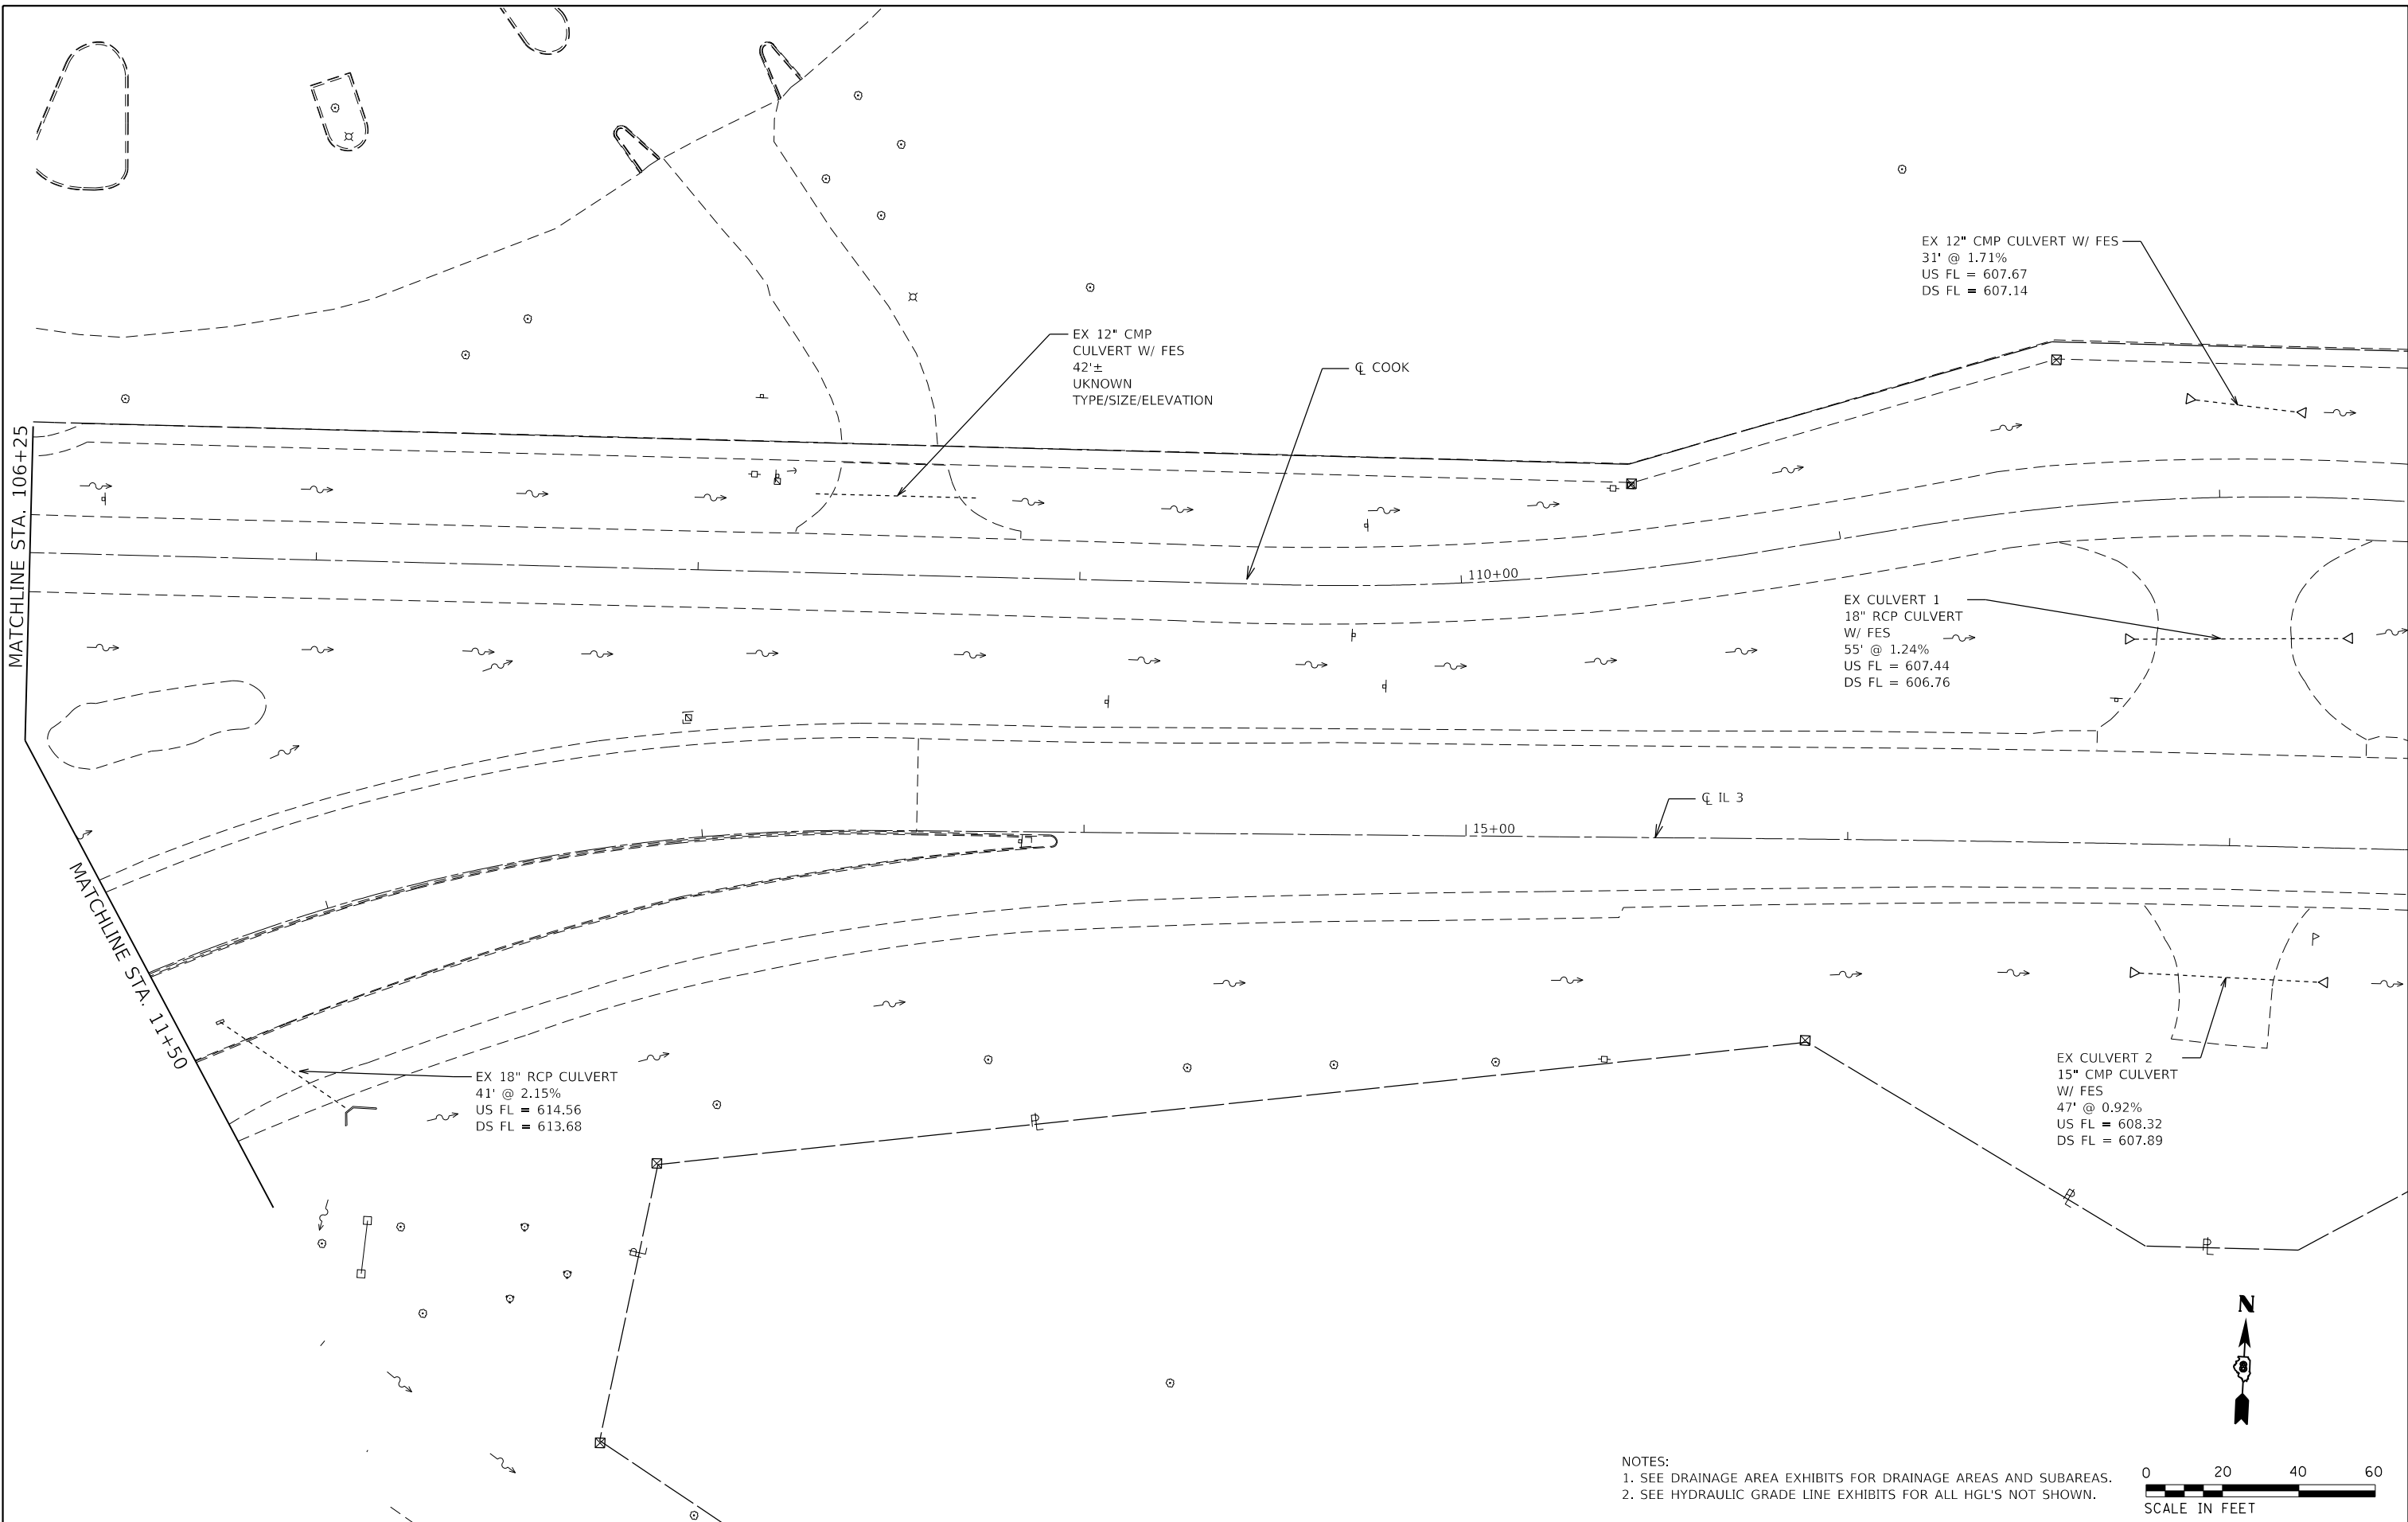 EX 12" CMP CULVERT W/ FES
31' @ 1.71%
US FL = 607.67
DS FL = 607.14
EX 12" CMP
CULVERT W/ FES
42'±
UKNOWN
TYPE/SIZE/ELEVATION
℄ COOK
MATCHLINE STA. 106+25
110+00
EX CULVERT 1
18" RCP CULVERT
W/ FES
55' @ 1.24%
US FL = 607.44
DS FL = 606.76
℄ IL 3
15+00
MATCHLINE STA. 11+50
EX 18" RCP CULVERT
41' @ 2.15%
US FL = 614.56
DS FL = 613.68
EX CULVERT 2
15" CMP CULVERT
W/ FES
47' @ 0.92%
US FL = 608.32
DS FL = 607.89
PL
PL
PL
PL
N
8
NOTES:
1. SEE DRAINAGE AREA EXHIBITS FOR DRAINAGE AREAS AND SUBAREAS.
2. SEE HYDRAULIC GRADE LINE EXHIBITS FOR ALL HGL'S NOT SHOWN.
0 20 40 60
SCALE IN FEET